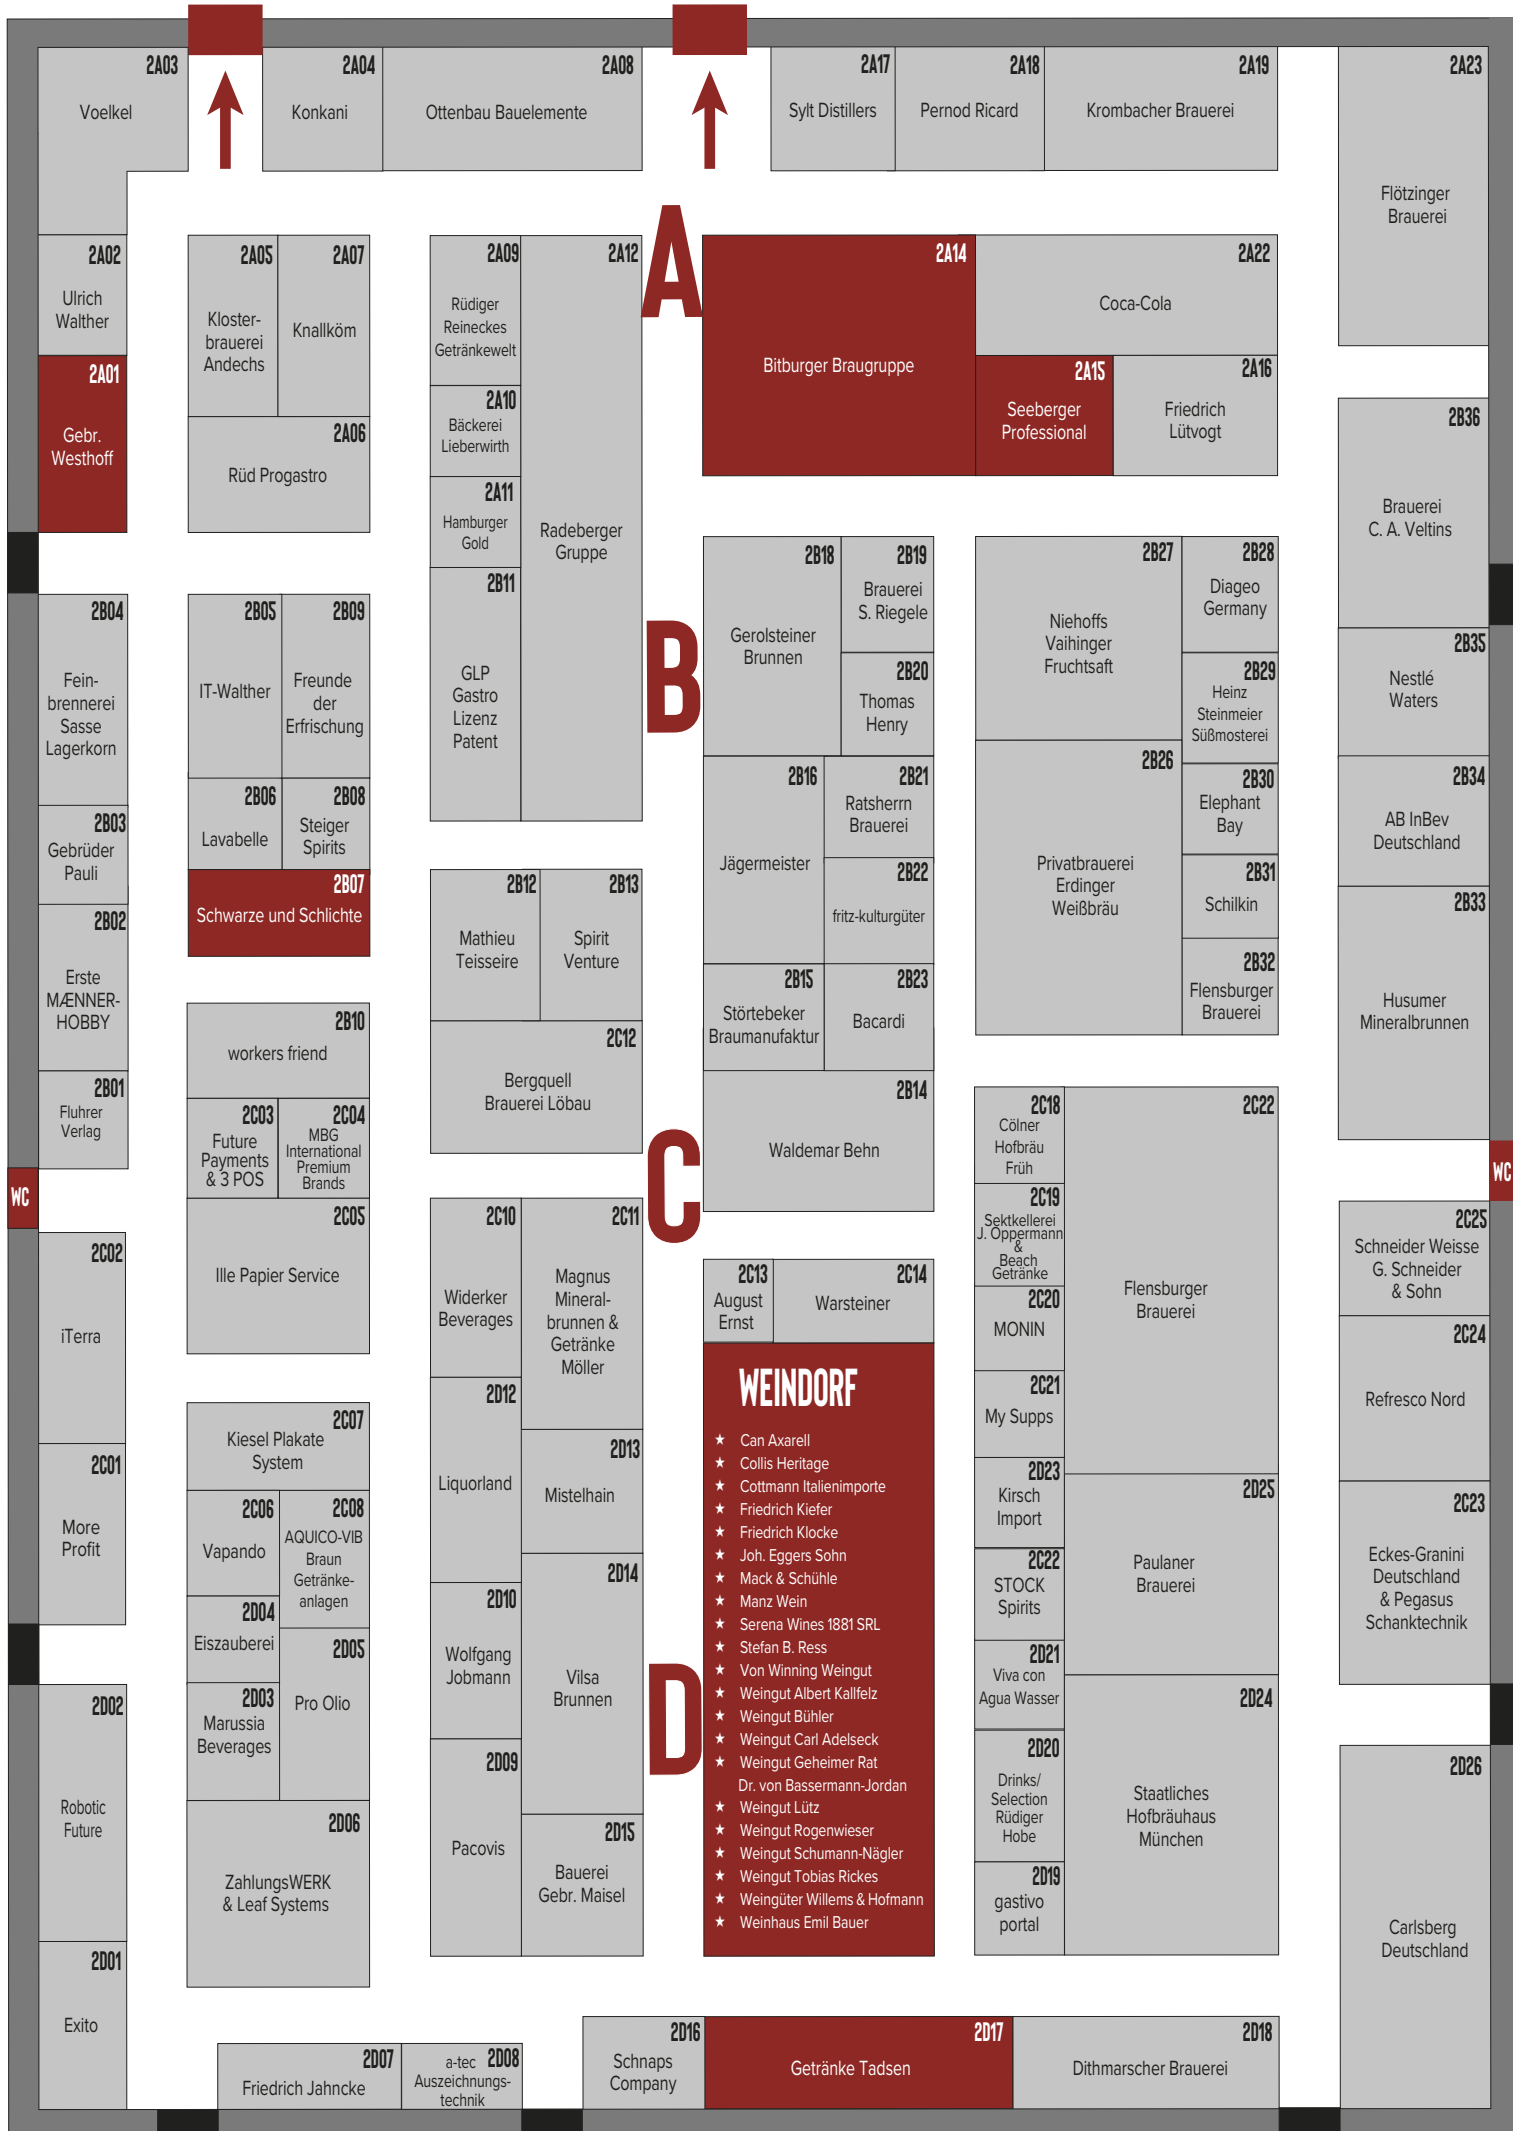 2A03
Voelkel
2A04
Konkani
2A08
Ottenbau Bauelemente
2A17
Sylt Distillers
2A18
Pernod Ricard
2A19
Krombacher Brauerei
2A23
Flötzinger
Brauerei
2A02
Ulrich
Walther
2A01
Gebr.
Westhoff
2A05
Kloster-
brauerei
Andechs
2A07
Knallköm
2A06
Rüd Progastro
2A09
Rüdiger
Reineckes
Getränkewelt
2A10
Bäckerei
Lieberwirth
2A11
Hamburger
Gold
2A12
Radeberger
Gruppe
A
2A14
Bitburger Braugruppe
2A22
Coca-Cola
2A15
Seeberger
Professional
2A16
Friedrich
Lütvogt
2B36
Brauerei
C. A. Veltins
2B04
Fein-
brennerei
Sasse
Lagerkorn
2B03
Gebrüder
Pauli
2B02
Erste
MÆNNER-
HOBBY
2B01
Fluhrer
Verlag
2B05
IT-Walther
2B09
Freunde
der
Erfrischung
2B06
Lavabelle
2B08
Steiger
Spirits
2B07
Schwarze und Schlichte
2B11
GLP
Gastro
Lizenz
Patent
B
2B18
Gerolsteiner
Brunnen
2B19
Brauerei
S. Riegele
2B20
Thomas
Henry
2B16
Jägermeister
2B21
Ratsherrn
Brauerei
2B22
fritz-kulturgüter
2B15
Störtebeker
Braumanufaktur
2B23
Bacardi
2B14
Waldemar Behn
2B27
Niehoffs
Vaihinger
Fruchtsaft
2B28
Diageo
Germany
2B29
Heinz
Steinmeier
Süßmosterei
2B26
Privatbrauerei
Erdinger
Weißbräu
2B30
Elephant
Bay
2B31
Schilkin
2B32
Flensburger
Brauerei
2B35
Nestlé
Waters
2B34
AB InBev
Deutschland
2B33
Husumer
Mineralbrunnen
2B12
Mathieu
Teisseire
2B13
Spirit
Venture
2C12
Bergquell
Brauerei Löbau
2B10
workers friend
2C03
Future
Payments
& 3 POS
2C04
MBG
International
Premium
Brands
2C05
Ille Papier Service
WC
C
WC
2C02
iTerra
2C01
More
Profit
2C10
Widerker
Beverages
2C11
Magnus
Mineral-
brunnen &
Getränke
Möller
2C13
August
Ernst
2C14
Warsteiner
2C18
Cölner
Hofbräu
Früh
2C19
Sektkellerei
J. Oppermann
&
Beach
Getränke
2C20
MONIN
2C21
My Supps
2C22
Flensburger
Brauerei
2C25
Schneider Weisse
G. Schneider
& Sohn
2C24
Refresco Nord
2C23
Eckes-Granini
Deutschland
& Pegasus
Schanktechnik
2C07
Kiesel Plakate
System
2C06
Vapando
2C08
AQUICO-VIB
Braun
Getränke-
anlagen
2D04
Eiszauberei
2D05
Pro Olio
2D03
Marussia
Beverages
2D06
ZahlungsWERK
& Leaf Systems
2D12
Liquorland
2D13
Mistelhain
2D10
Wolfgang
Jobmann
2D14
Vilsa
Brunnen
2D09
Pacovis
2D15
Bauerei
Gebr. Maisel
D
WEINDORF
★ Can Axarell
★ Collis Heritage
★ Cottmann Italienimporte
★ Friedrich Kiefer
★ Friedrich Klocke
★ Joh. Eggers Sohn
★ Mack & Schühle
★ Manz Wein
★ Serena Wines 1881 SRL
★ Stefan B. Ress
★ Von Winning Weingut
★ Weingut Albert Kallfelz
★ Weingut Bühler
★ Weingut Carl Adelseck
★ Weingut Geheimer Rat
Dr. von Bassermann-Jordan
★ Weingut Lütz
★ Weingut Rogenwieser
★ Weingut Schumann-Nägler
★ Weingut Tobias Rickes
★ Weingüter Willems & Hofmann
★ Weinhaus Emil Bauer
2D23
Kirsch
Import
2C22
STOCK
Spirits
2D21
Viva con
Agua Wasser
2D20
Drinks/
Selection
Rüdiger
Hobe
2D19
gastivo
portal
2D25
Paulaner
Brauerei
2D24
Staatliches
Hofbräuhaus
München
2D26
Carlsberg
Deutschland
2D02
Robotic
Future
2D01
Exito
2D07
Friedrich Jahncke
2D08
a-tec
Auszeichnungs-
technik
2D16
Schnaps
Company
2D17
Getränke Tadsen
2D18
Dithmarscher Brauerei